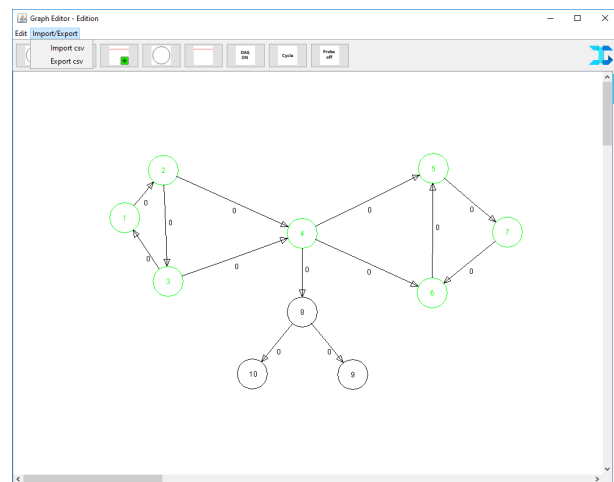 Graph Editor - Edition
Edit Import/Export
Import csv
Export csv
DAG
ON
Cycle
Probe
off
2
5
0
0
0
0
1
0
4
0
7
0
0
0
0
3
0
6
0
8
0
0
10
9